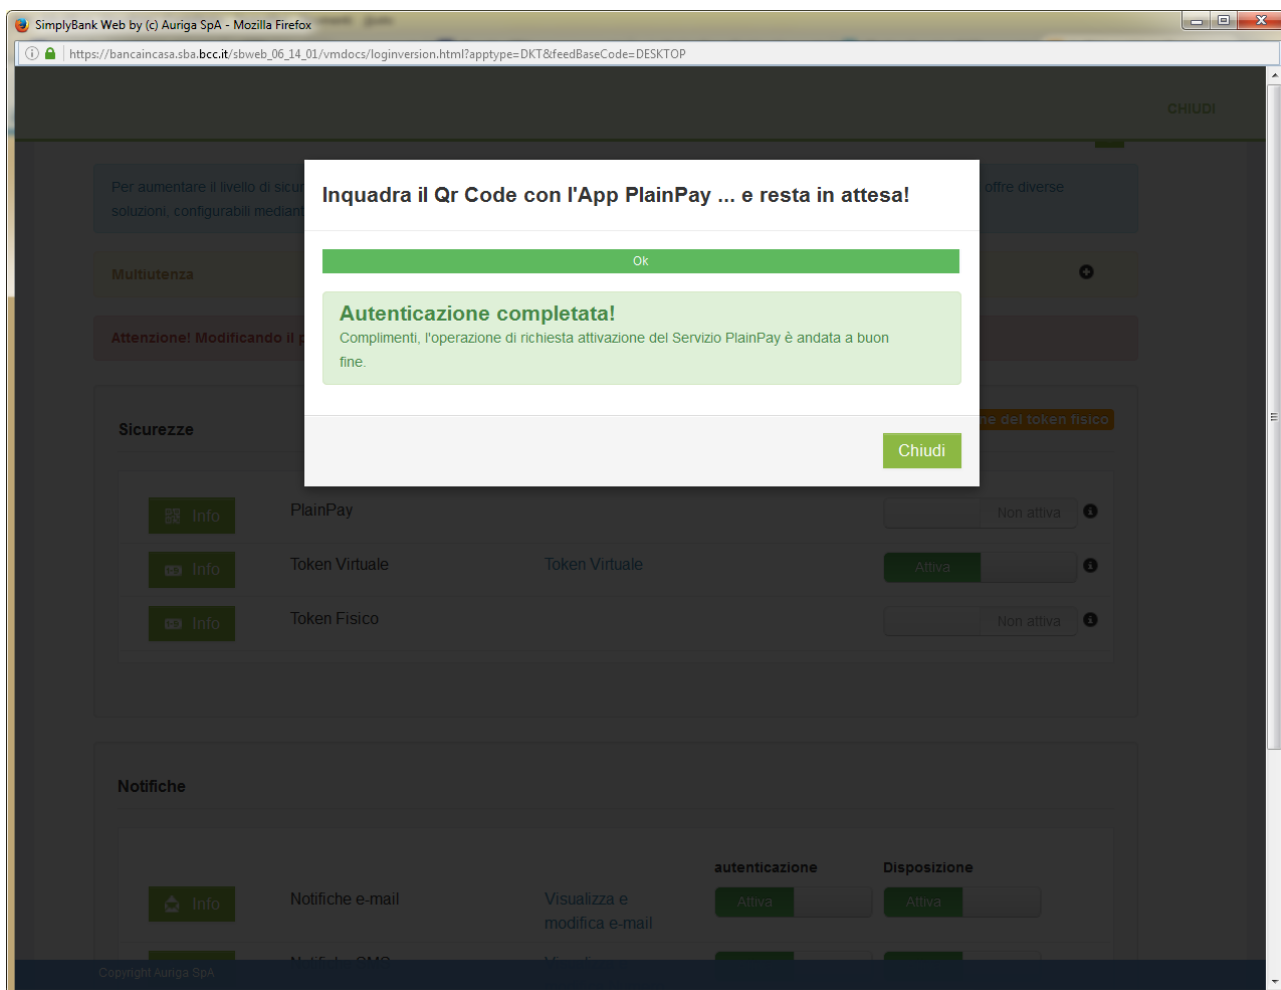 SimplyBank Web by (c) Auriga SpA - Mozilla Firefox
https://bancaincasa.sba.bcc.it/sbweb_06_14_01/vmdocs/loginversion.html?apptype=DKT&feedBaseCode=DESKTOP
CHIUDI
Per aumentare il livello di sicur
offre diverse
soluzioni, configurabili mediant
Inquadra il Qr Code con l'App PlainPay ... e resta in attesa!
Ok
Multiutenza
Autenticazione completata!
Complimenti, l'operazione di richiesta attivazione del Servizio PlainPay è andata a buon
fine.
Attenzione! Modificando il p
Sicurezze
ne del token fisico
Chiudi
Info PlainPay Non attiva
Info Token Virtuale Token Virtuale Attiva
Info Token Fisico Non attiva
Notifiche
autenticazione Disposizione
Info Notifiche e-mail Visualizza e Attiva Attiva
modifica e-mail
Copyright Auriga SpA